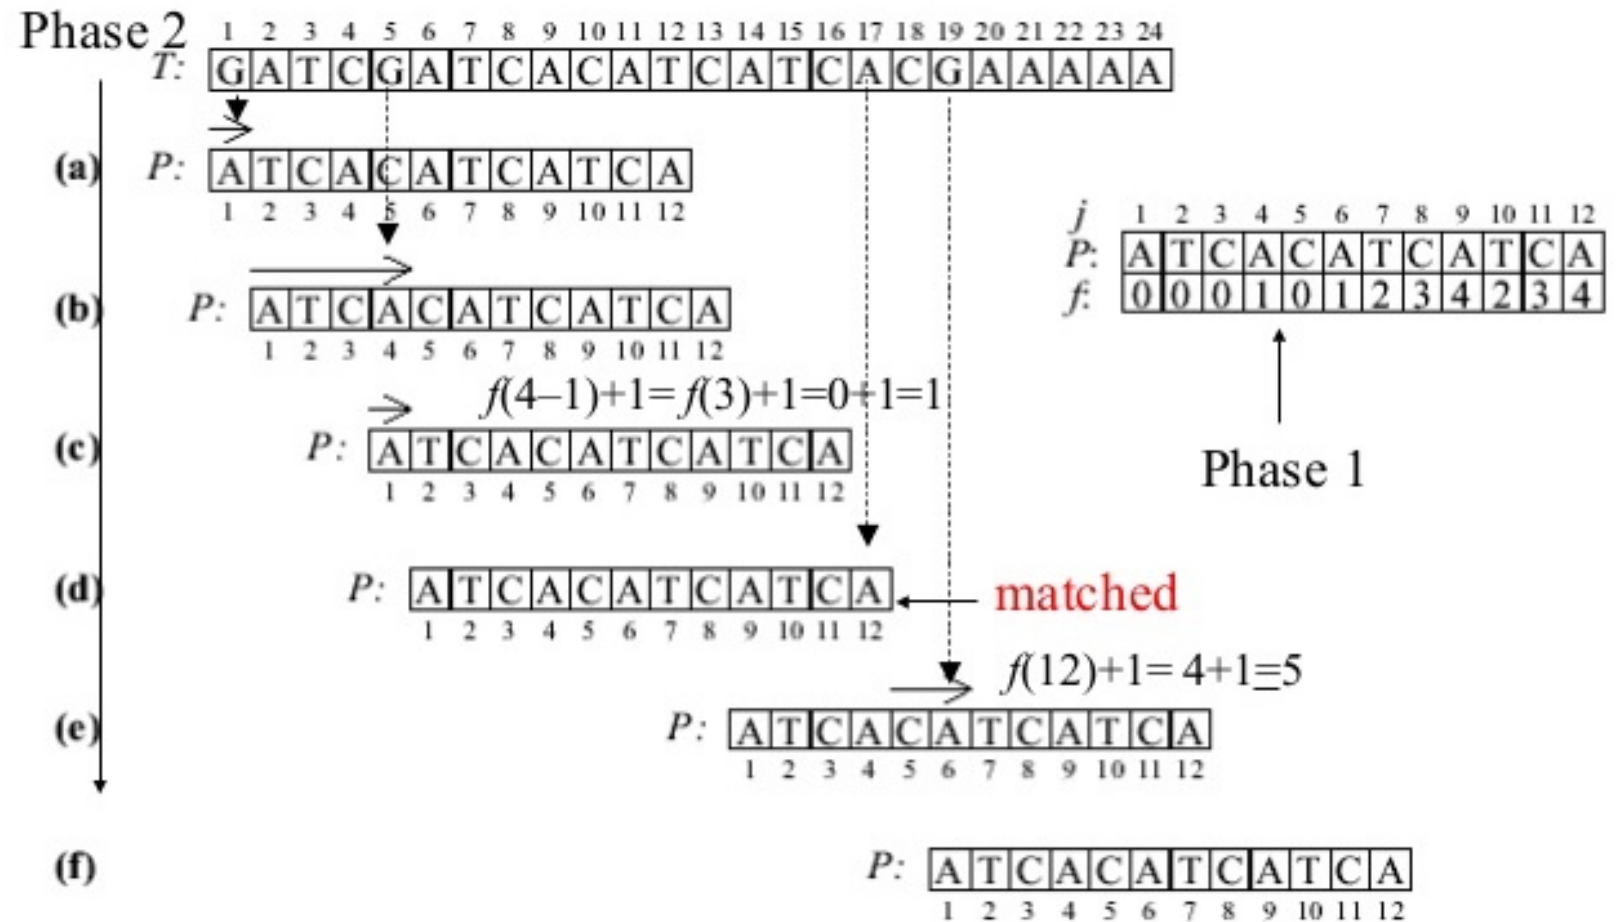 Phase 2
1 2 3 4 5 6 7 8 9 10 11 12 13 14 15 16 17 18 19 20 21 22 23 24
T: G A T C G A T C A C A T C A T C A C G A A A A A
(a) P: A T C A C A T C A T C A
1 2 3 4 5 6 7 8 9 10 11 12
j 1 2 3 4 5 6 7 8 9 10 11 12
P: A T C A C A T C A T C A
f: 0 0 0 1 0 1 2 3 4 2 3 4
Phase 1
(b) P: A T C A C A T C A T C A
1 2 3 4 5 6 7 8 9 10 11 12
f(4–1)+1= f(3)+1=0+1=1
(c) P: A T C A C A T C A T C A
1 2 3 4 5 6 7 8 9 10 11 12
(d) P: A T C A C A T C A T C A
matched
1 2 3 4 5 6 7 8 9 10 11 12
f(12)+1= 4+1=5
(e) P: A T C A C A T C A T C A
1 2 3 4 5 6 7 8 9 10 11 12
(f) P: A T C A C A T C A T C A
1 2 3 4 5 6 7 8 9 10 11 12